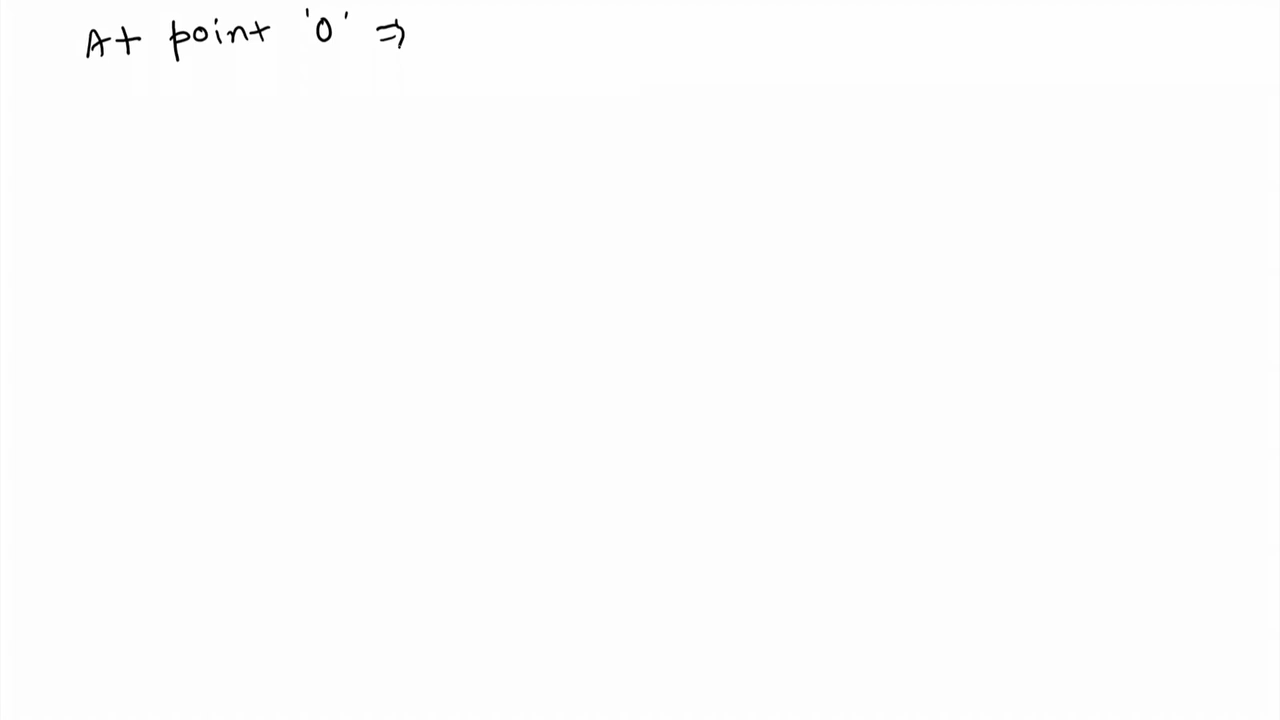 At point 'O' ⇒